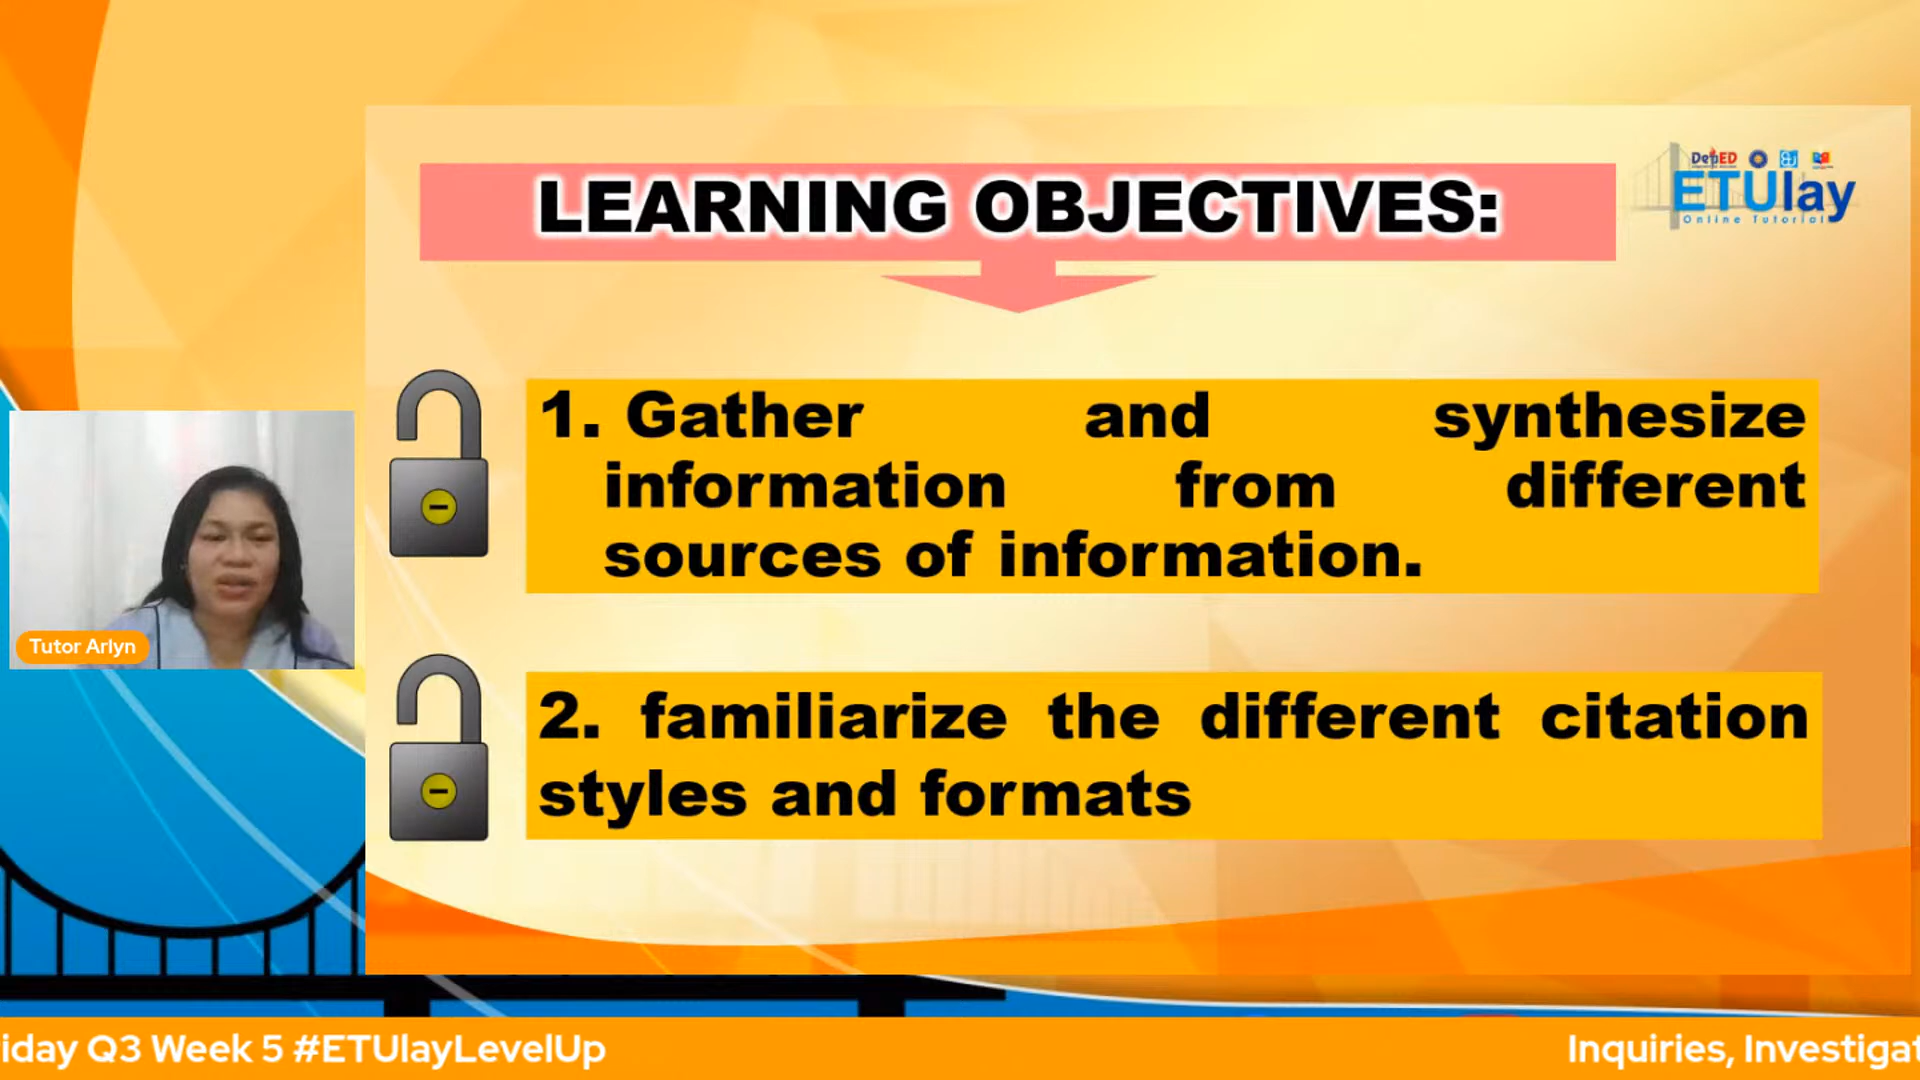 LEARNING OBJECTIVES:
DepED
ETUlay
Online Tutorial
1. Gather and synthesize
information from different
sources of information.
Tutor Arlyn
2. familiarize the different citation
styles and formats
iday Q3 Week 5 #ETUlayLevelUp
Inquiries, Investigat